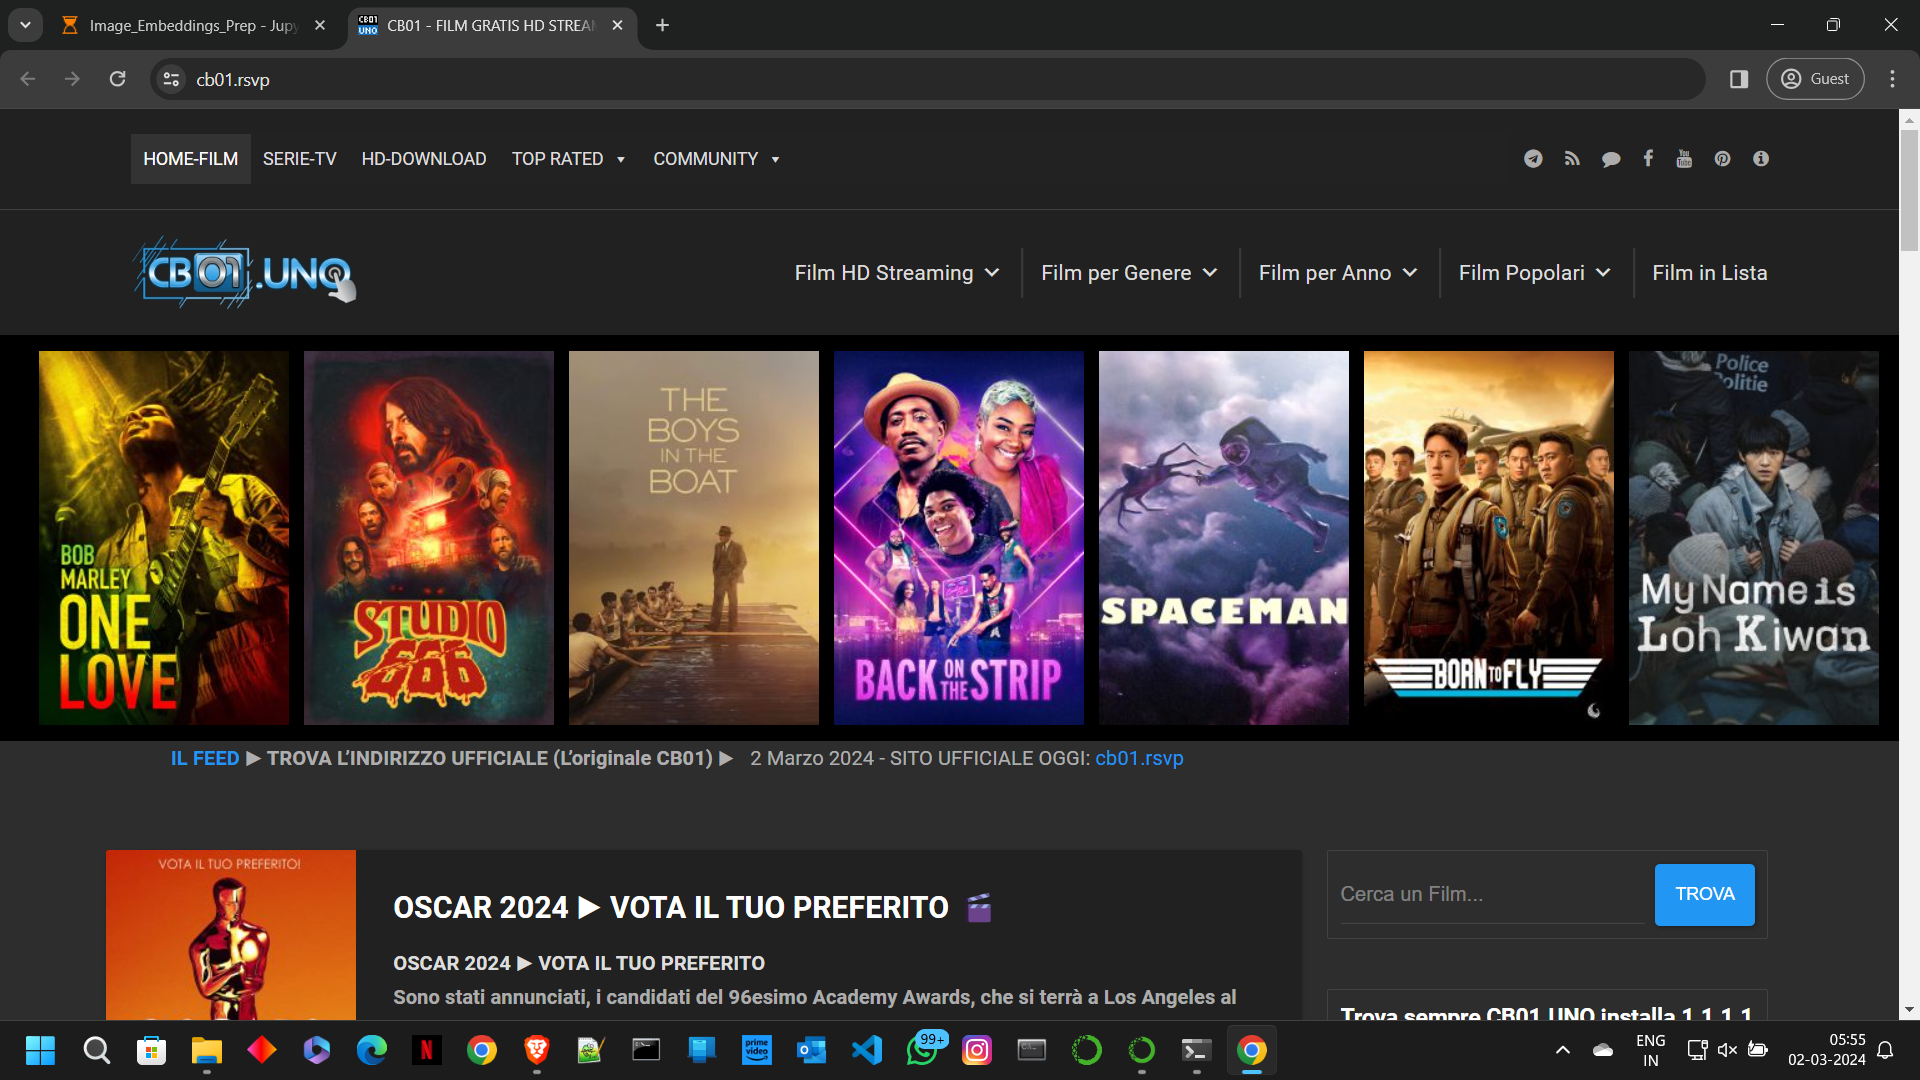 Image_Embeddings_Prep - Jupy
CB01 - FILM GRATIS HD STREA
cb01.rsvp
Guest
HOME-FILM
SERIE-TV
HD-DOWNLOAD
TOP RATED
COMMUNITY
CB01.UNO
Film HD Streaming
Film per Genere
Film per Anno
Film Popolari
Film in Lista
BOB
MARLEY
ONE
LOVE
STUDIO
666
THE
BOYS
IN THE
BOAT
BACK ON THE STRIP
SPACEMAN
BORN TO FLY
Police
Politie
My Name is
Loh Kiwan
IL FEED ▶ TROVA L’INDIRIZZO UFFICIALE (L’originale CB01) ▶ 2 Marzo 2024 - SITO UFFICIALE OGGI: cb01.rsvp
VOTA IL TUO PREFERITO!
OSCAR 2024 ▶ VOTA IL TUO PREFERITO
OSCAR 2024 ▶ VOTA IL TUO PREFERITO
Sono stati annunciati, i candidati del 96esimo Academy Awards, che si terrà a Los Angeles al
Cerca un Film...
TROVA
Trova sempre CB01.UNO installa 1.1.1.1
prime video
99+
ENG
IN
05:55
02-03-2024